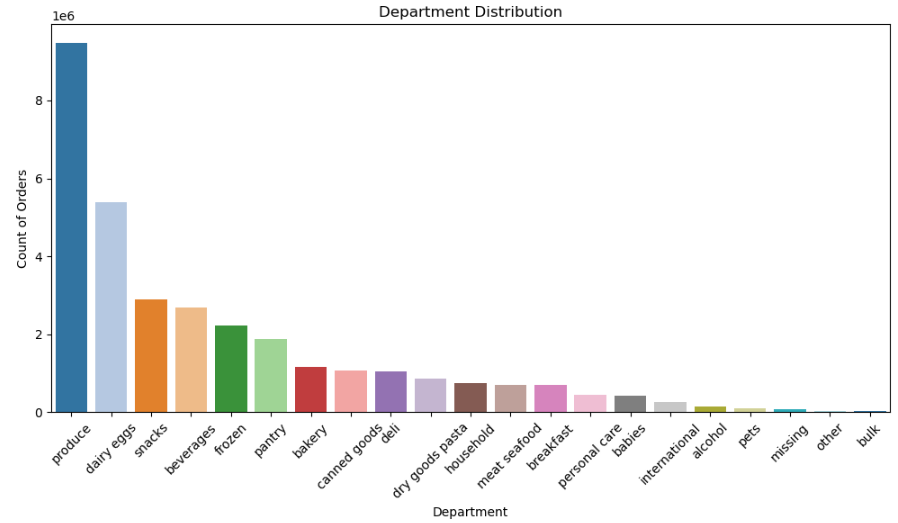 Department Distribution
1e6
8
6
4
2
0
Count of Orders
produce
dairy eggs
snacks
beverages
frozen
pantry
bakery
canned goods
deli
dry goods pasta
household
meat seafood
breakfast
personal care
babies
international
alcohol
pets
missing
other
bulk
Department